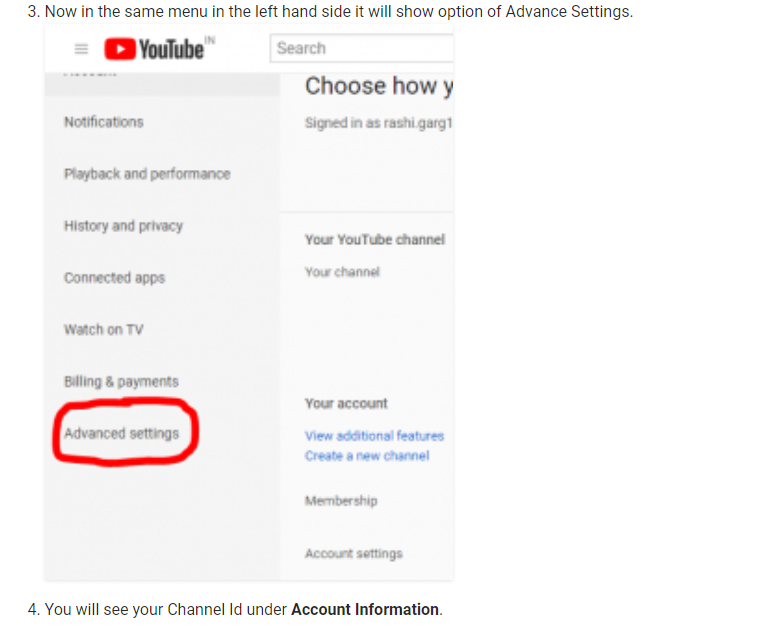 3. Now in the same menu in the left hand side it will show option of Advance Settings.
YouTube IN
Search
Choose how y
Notifications
Signed in as rashi.garg1
Playback and performance
History and privacy
Your YouTube channel
Your channel
Connected apps
Watch on TV
Billing & payments
Your account
Advanced settings
View additional features
Create a new channel
Membership
Account settings
4. You will see your Channel Id under Account Information.